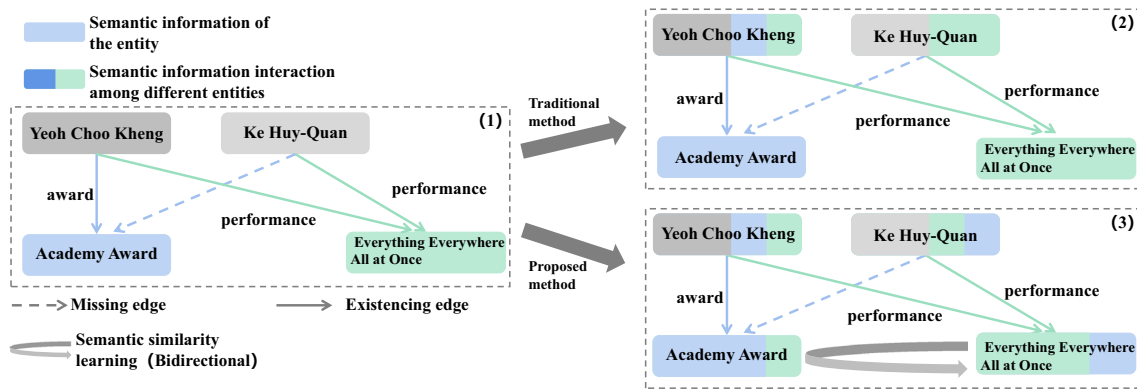 Semantic information of
the entity
Semantic information interaction
among different entities
(1)
Yeoh Choo Kheng
Ke Huy-Quan
award
performance
performance
Academy Award
Everything Everywhere
All at Once
Missing edge
Existencing edge
Semantic similarity
learning（Bidirectional)
Traditional
method
Proposed
method
(2)
Yeoh Choo Kheng
Ke Huy-Quan
award
performance
performance
Academy Award
Everything Everywhere
All at Once
(3)
Yeoh Choo Kheng
Ke Huy-Quan
award
performance
performance
Academy Award
Everything Everywhere
All at Once